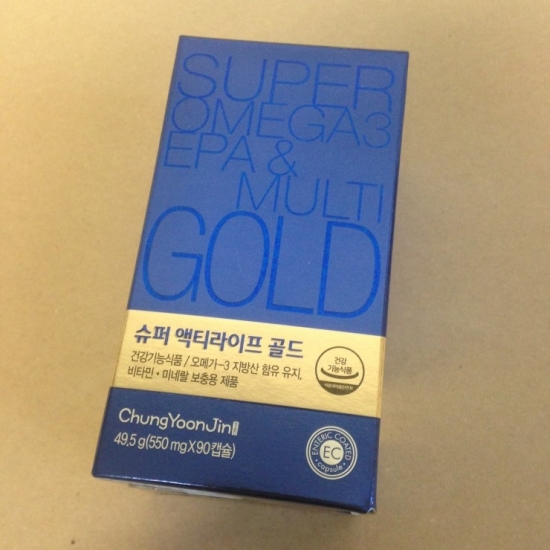 SUPER
OMEGA3
EPA &
MULTI
GOLD
슈퍼 액티라이프 골드
건강기능식품 / 오메가-3 지방산 함유 유지,
비타민 • 미네랄 보충용 제품
건강
기능식품
ChungYoonJin
49.5 g(550 mg X 90캡슐)
ENTERIC COATED
EC
capsule